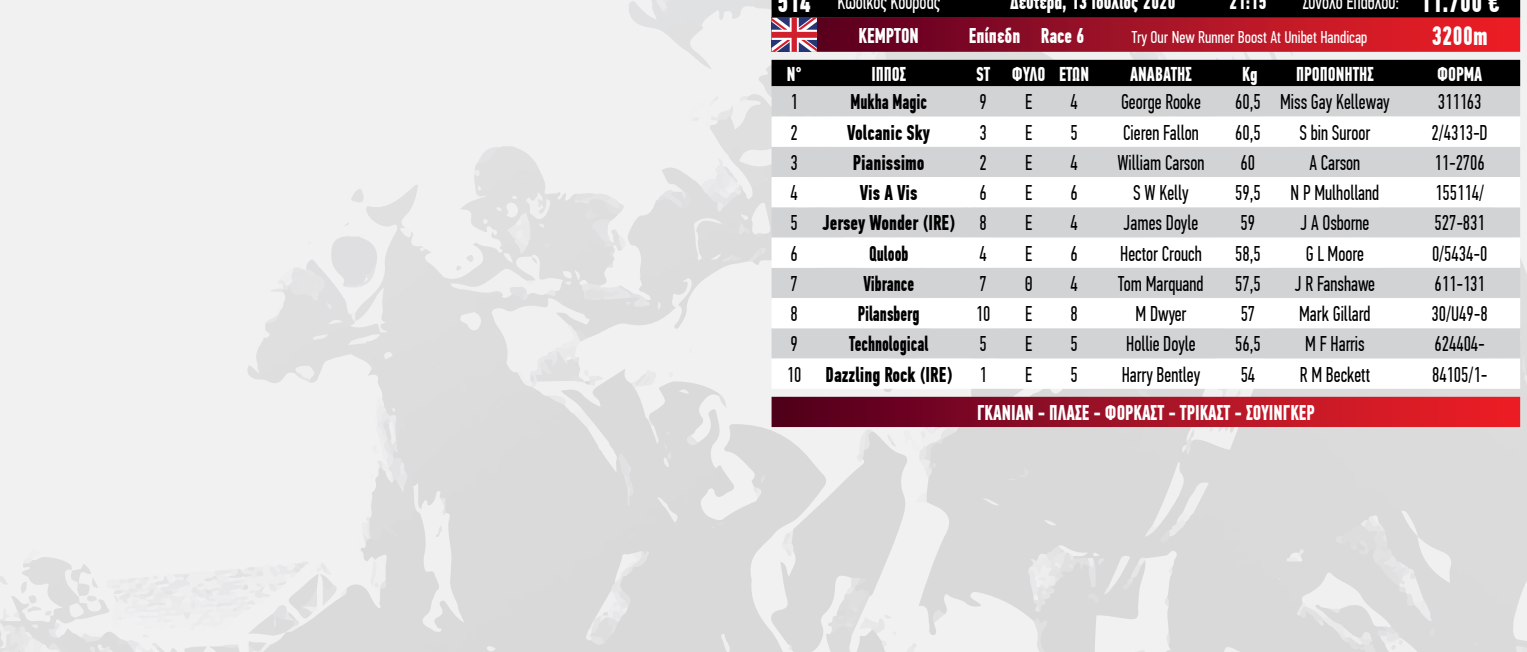 514 Κωδικός Κούρσας Δευτέρα, 13 Ιουλίος 2020 21:15 Σύνολο Επάθλου: 11.700 €
KEMPTON Επίπεδη Race 6 Try Our New Runner Boost At Unibet Handicap 3200m
N° ΙΠΠΟΣ ST ΦΥΛΟ ΕΤΩΝ ΑΝΑΒΑΤΗΣ Kg ΠΡΟΠΟΝΗΤΗΣ ΦΟΡΜΑ
1 Mukha Magic 9 Ε 4 George Rooke 60,5 Miss Gay Kelleway 311163
2 Volcanic Sky 3 Ε 5 Cieren Fallon 60,5 S bin Suroor 2/4313-D
3 Pianissimo 2 Ε 4 William Carson 60 A Carson 11-2706
4 Vis A Vis 6 Ε 6 S W Kelly 59,5 N P Mulholland 155114/
5 Jersey Wonder (IRE) 8 Ε 4 James Doyle 59 J A Osborne 527-831
6 Quloob 4 Ε 6 Hector Crouch 58,5 G L Moore 0/5434-0
7 Vibrance 7 Θ 4 Tom Marquand 57,5 J R Fanshawe 611-131
8 Pilansberg 10 Ε 8 M Dwyer 57 Mark Gillard 30/U49-8
9 Technological 5 Ε 5 Hollie Doyle 56,5 M F Harris 624404-
10 Dazzling Rock (IRE) 1 Ε 5 Harry Bentley 54 R M Beckett 84105/1-
ΓΚΑΝΙΑΝ - ΠΛΑΣΕ - ΦΟΡΚΑΣΤ - ΤΡΙΚΑΣΤ - ΣΟΥΙΝΓΚΕΡ